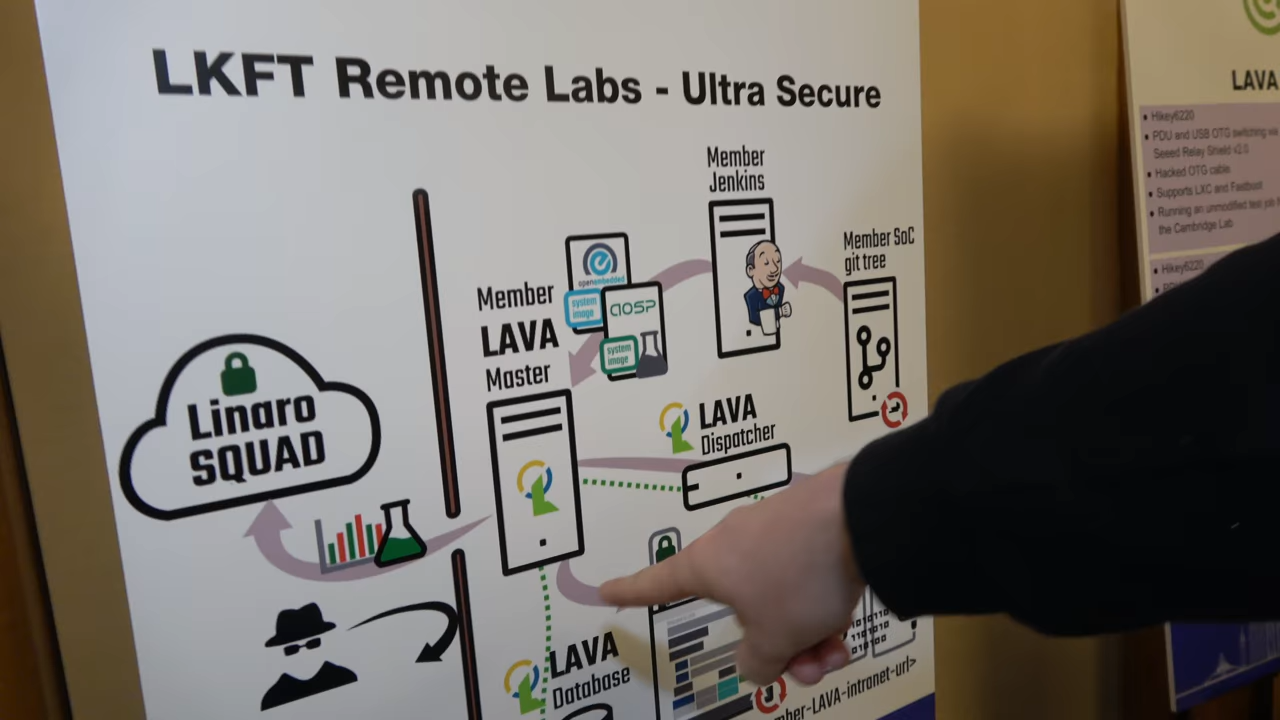 LKFT Remote Labs - Ultra Secure
Member
Jenkins
Member SoC
git tree
openembedded
system
image
aosp
system
image
Member
LAVA
Master
LAVA
Dispatcher
Linaro
SQUAD
LAVA
Database
mber-LAVA-intranet-url>
LAVA
• Hikey6220
• PDU and USB OTG switching
Seeed Relay Shield v2.0
• Hacked OTG cable
• Supports LXC and Fastboot
• Running an unmodified test job
the Cambridge Lab
• Hikey6220